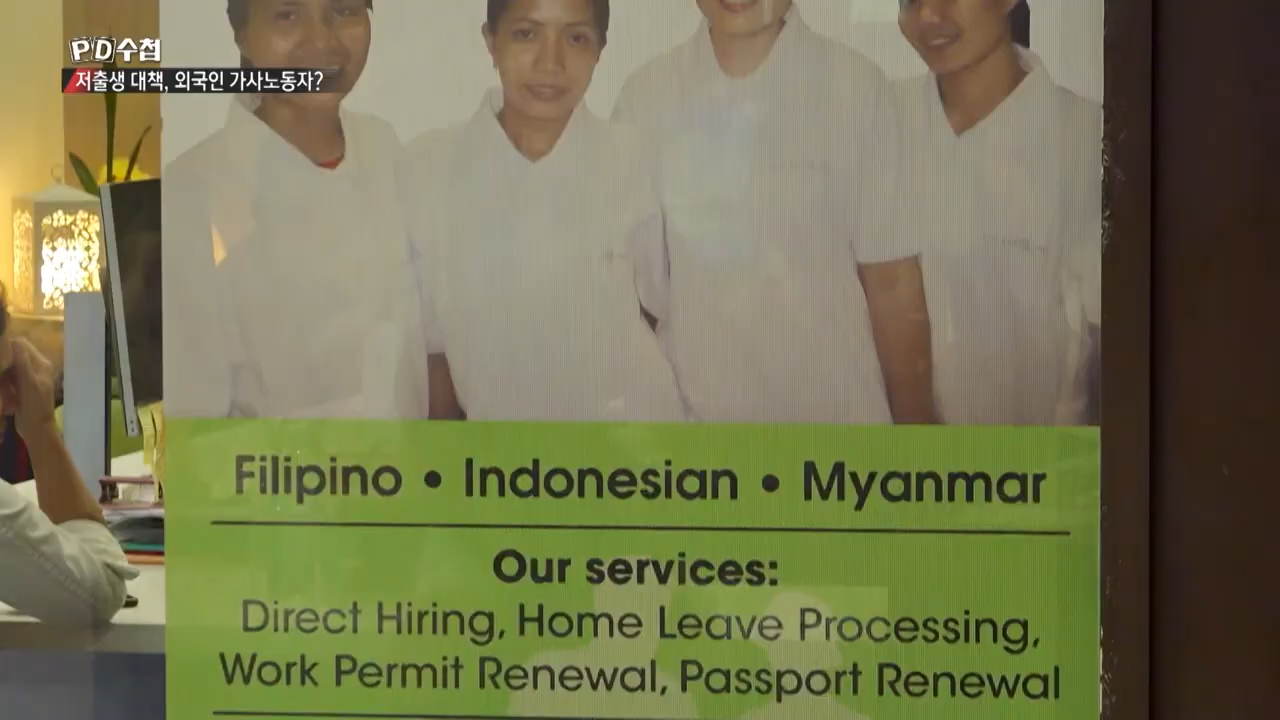 PD수첩
저출생 대책, 외국인 가사노동자?
Filipino • Indonesian • Myanmar
Our services:
Direct Hiring, Home Leave Processing,
Work Permit Renewal, Passport Renewal